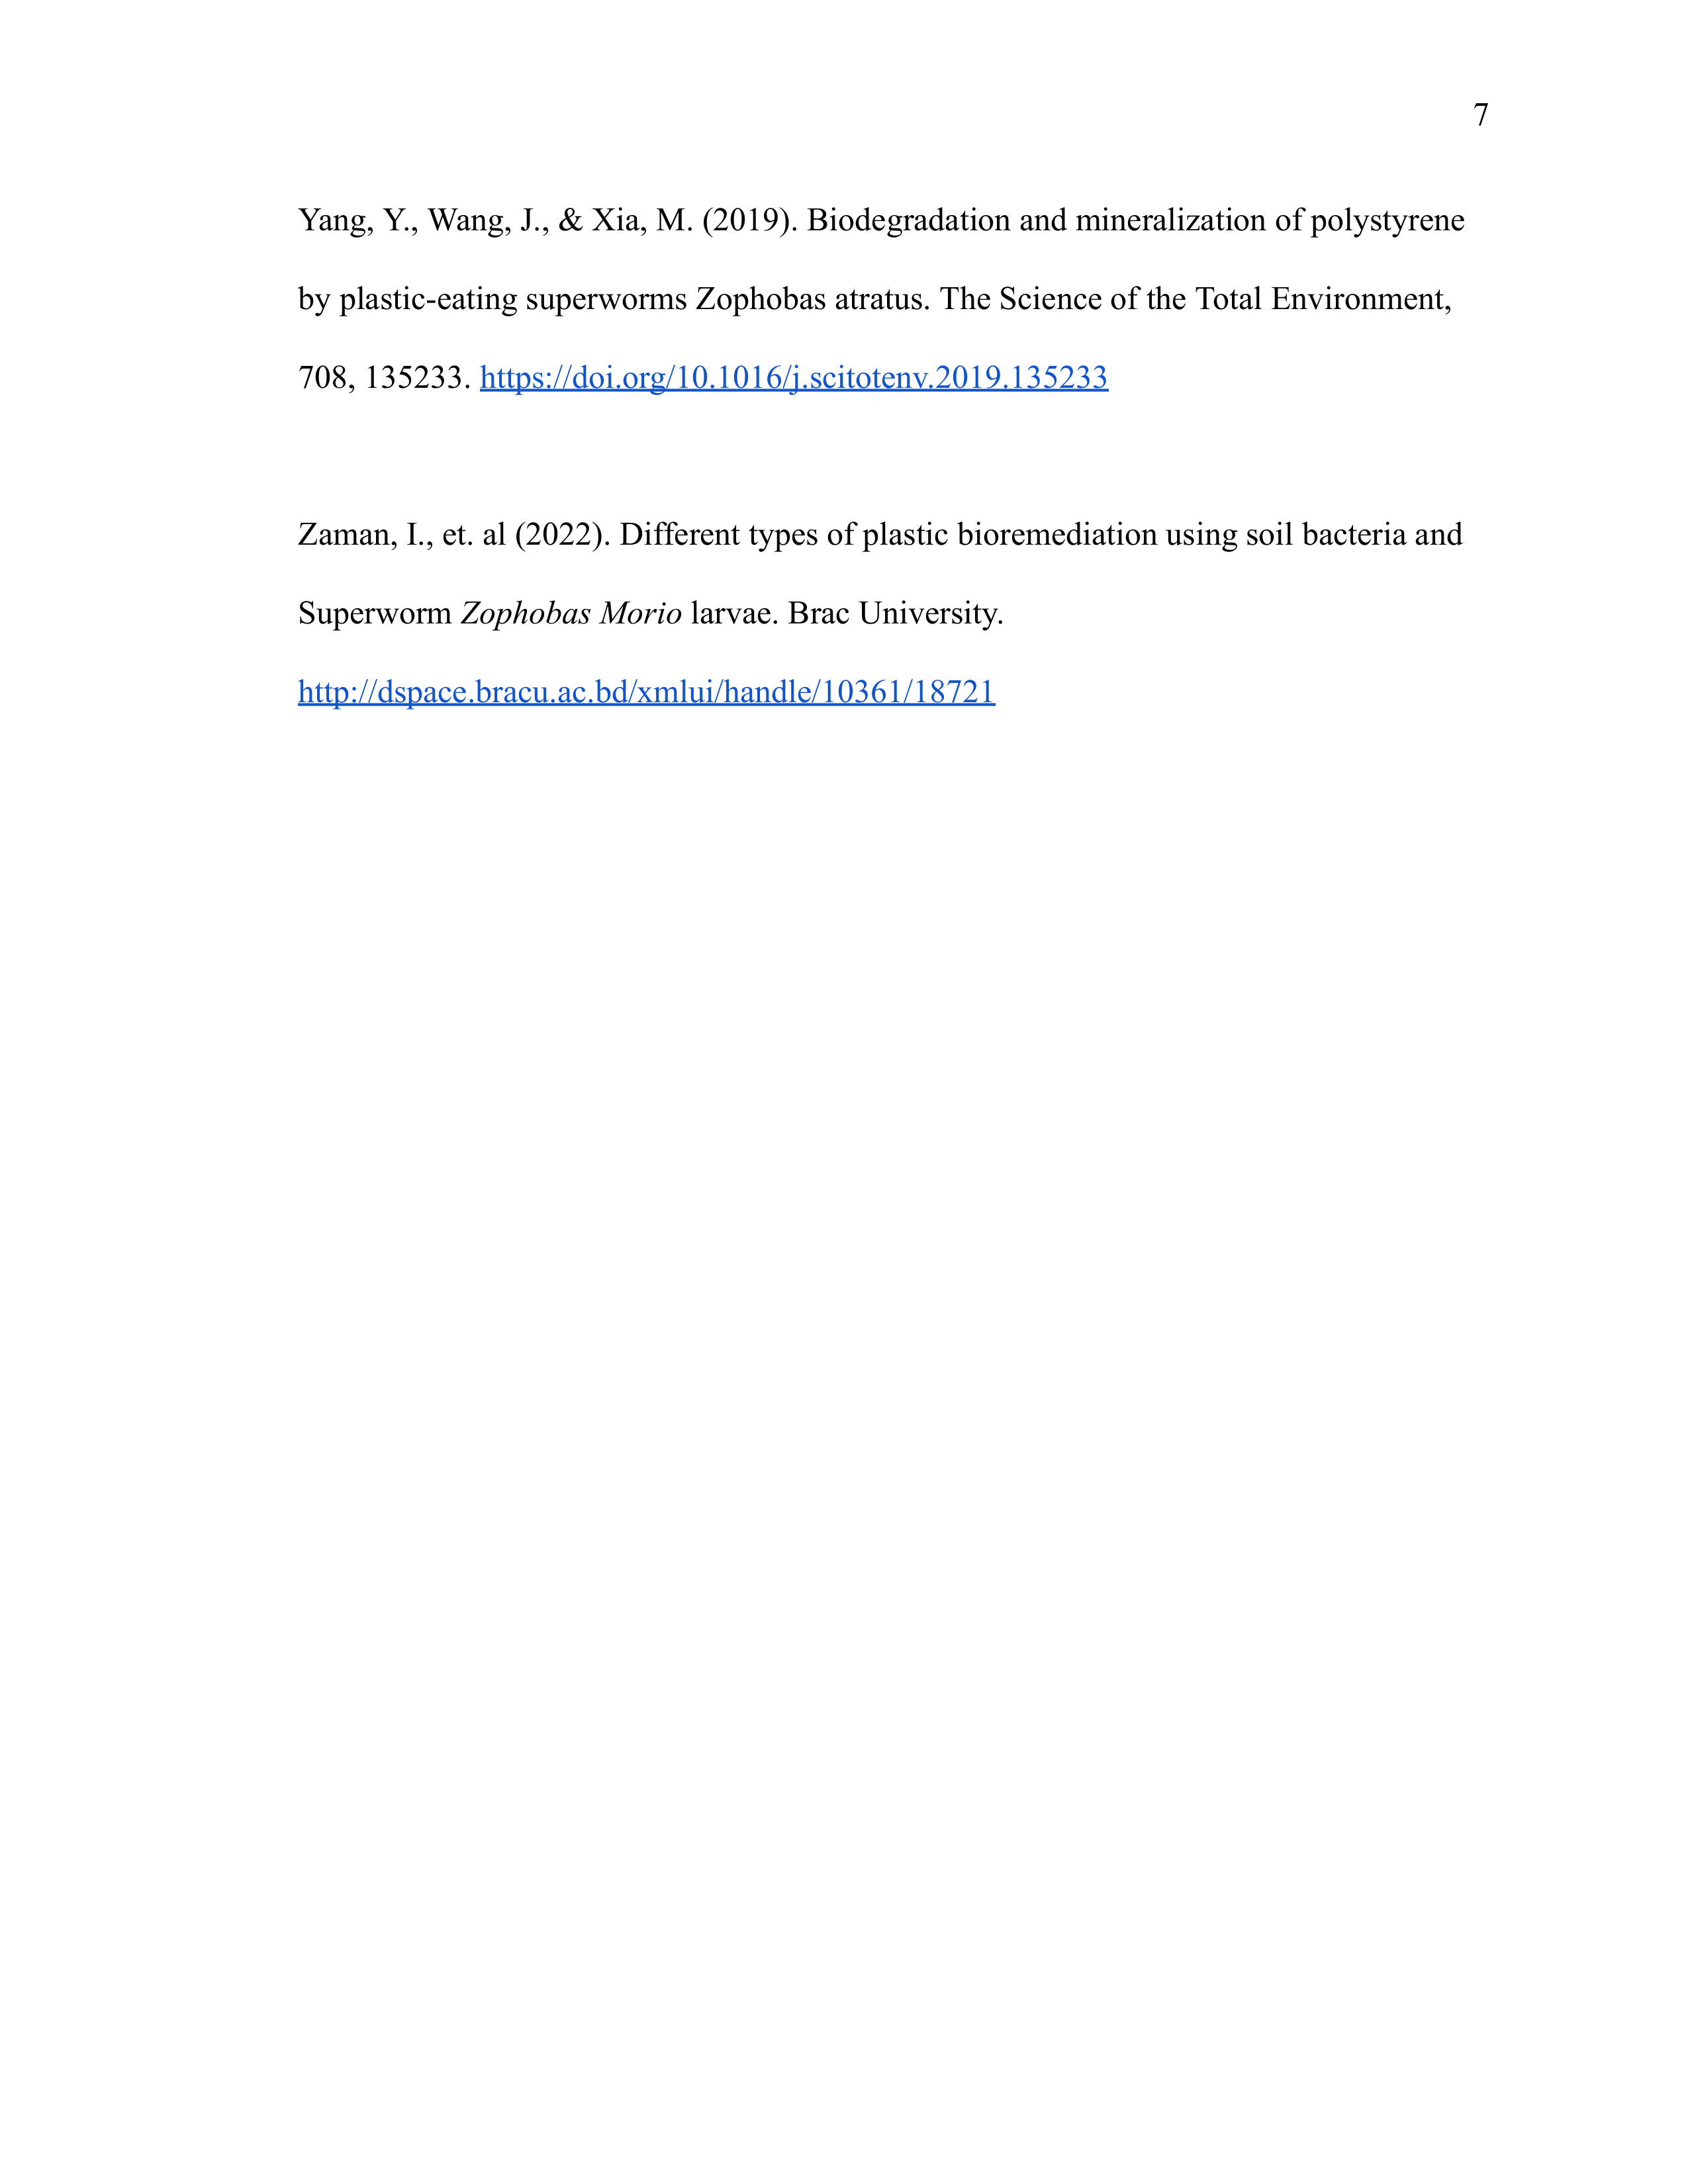 7
Yang, Y., Wang, J., & Xia, M. (2019). Biodegradation and mineralization of polystyrene
by plastic-eating superworms Zophobas atratus. The Science of the Total Environment,
708, 135233. https://doi.org/10.1016/j.scitotenv.2019.135233
Zaman, I., et. al (2022). Different types of plastic bioremediation using soil bacteria and
Superworm Zophobas Morio larvae. Brac University.
http://dspace.bracu.ac.bd/xmlui/handle/10361/18721